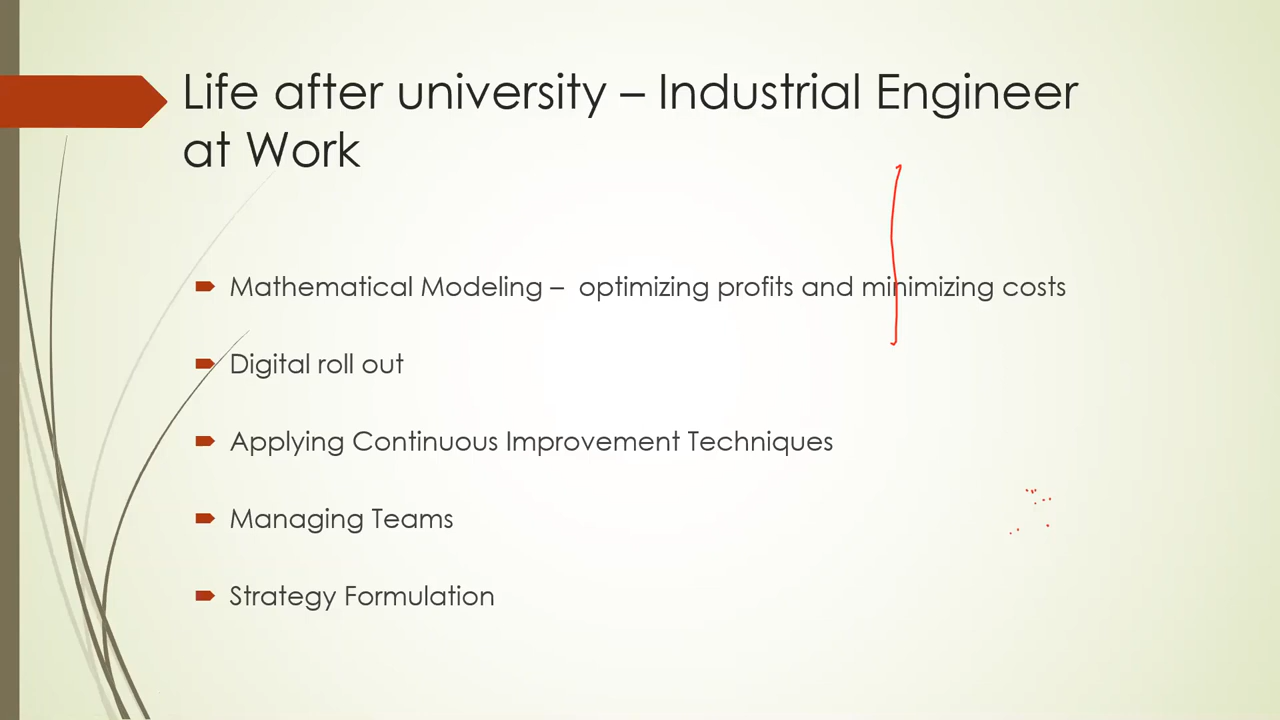 Life after university – Industrial Engineer
at Work
Mathematical Modeling – optimizing profits and minimizing costs
Digital roll out
Applying Continuous Improvement Techniques
Managing Teams
Strategy Formulation